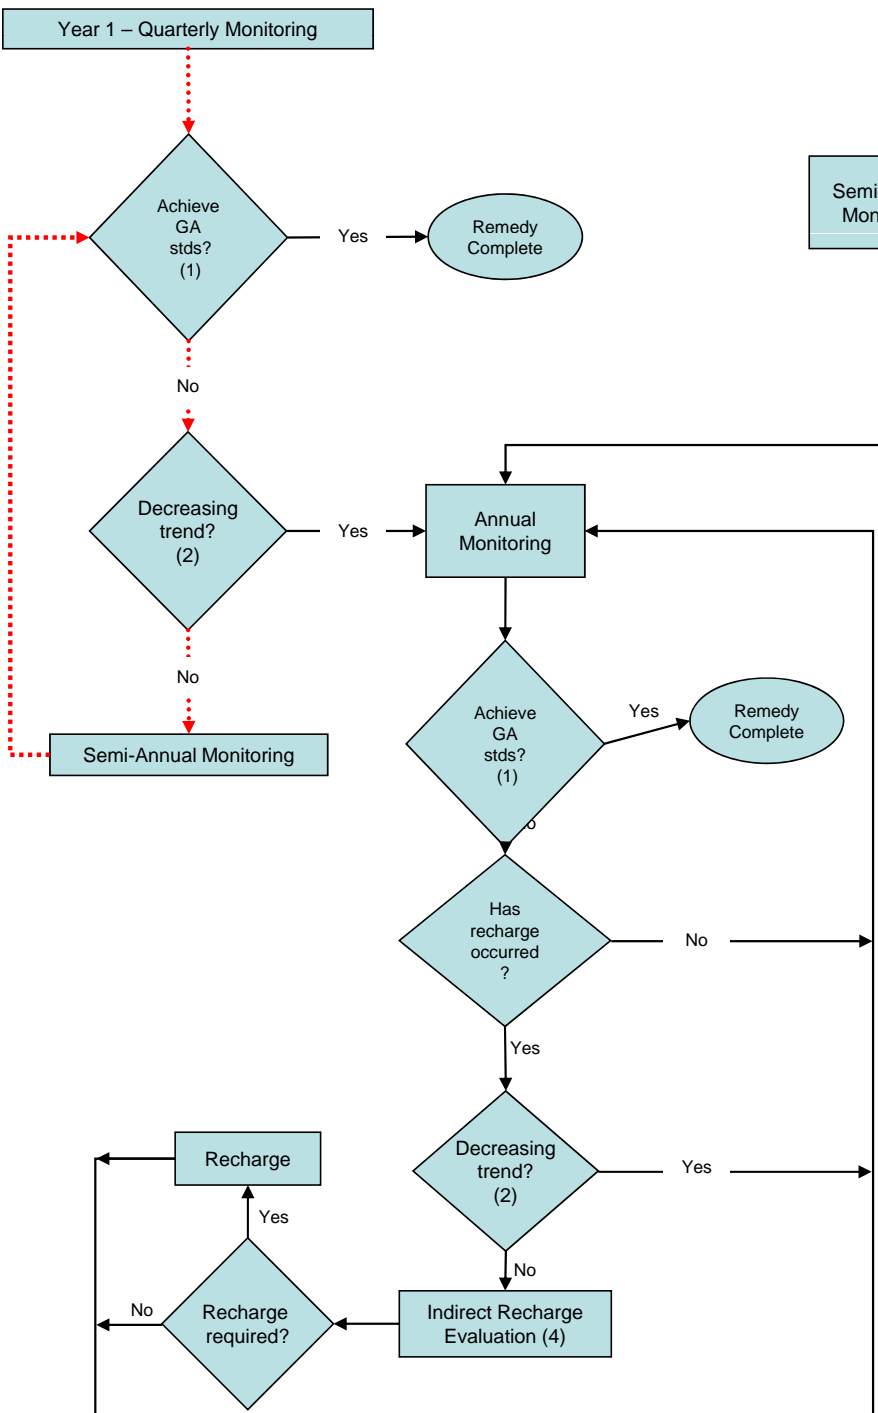 Year 1 – Quarterly Monitoring
Achieve
GA
stds?
(1)
Yes
Remedy
Complete
Semi
Mon
No
Decreasing
trend?
(2)
Yes
Annual
Monitoring
No
Semi-Annual Monitoring
Achieve
GA
stds?
(1)
Yes
Remedy
Complete
Has
recharge
occurred
?
No
Yes
Decreasing
trend?
(2)
Yes
Recharge
Yes
No
No
Recharge
required?
Indirect Recharge
Evaluation (4)